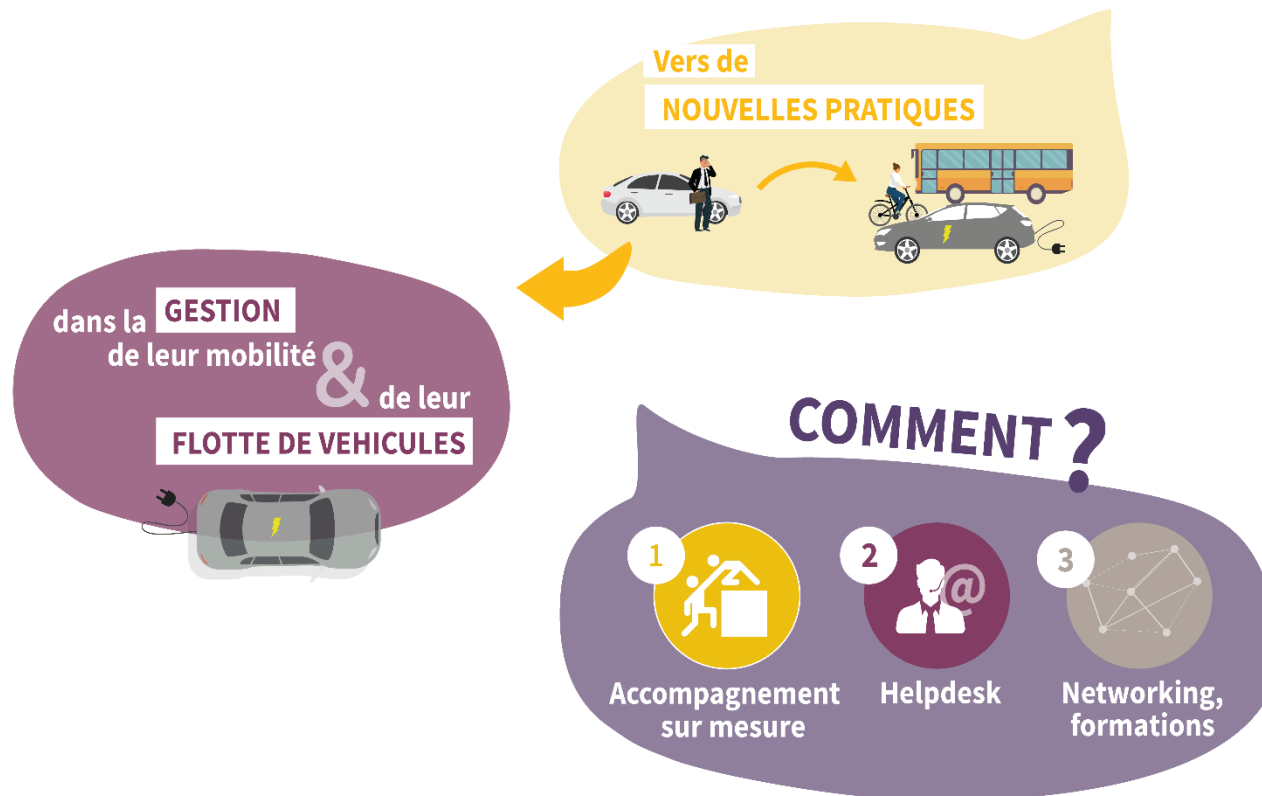 Vers de
NOUVELLES PRATIQUES
dans la GESTION
de leur mobilité
& de leur
FLOTTE DE VEHICULES
COMMENT ?
1
Accompagnement
sur mesure
2
@
Helpdesk
3
Networking,
formations